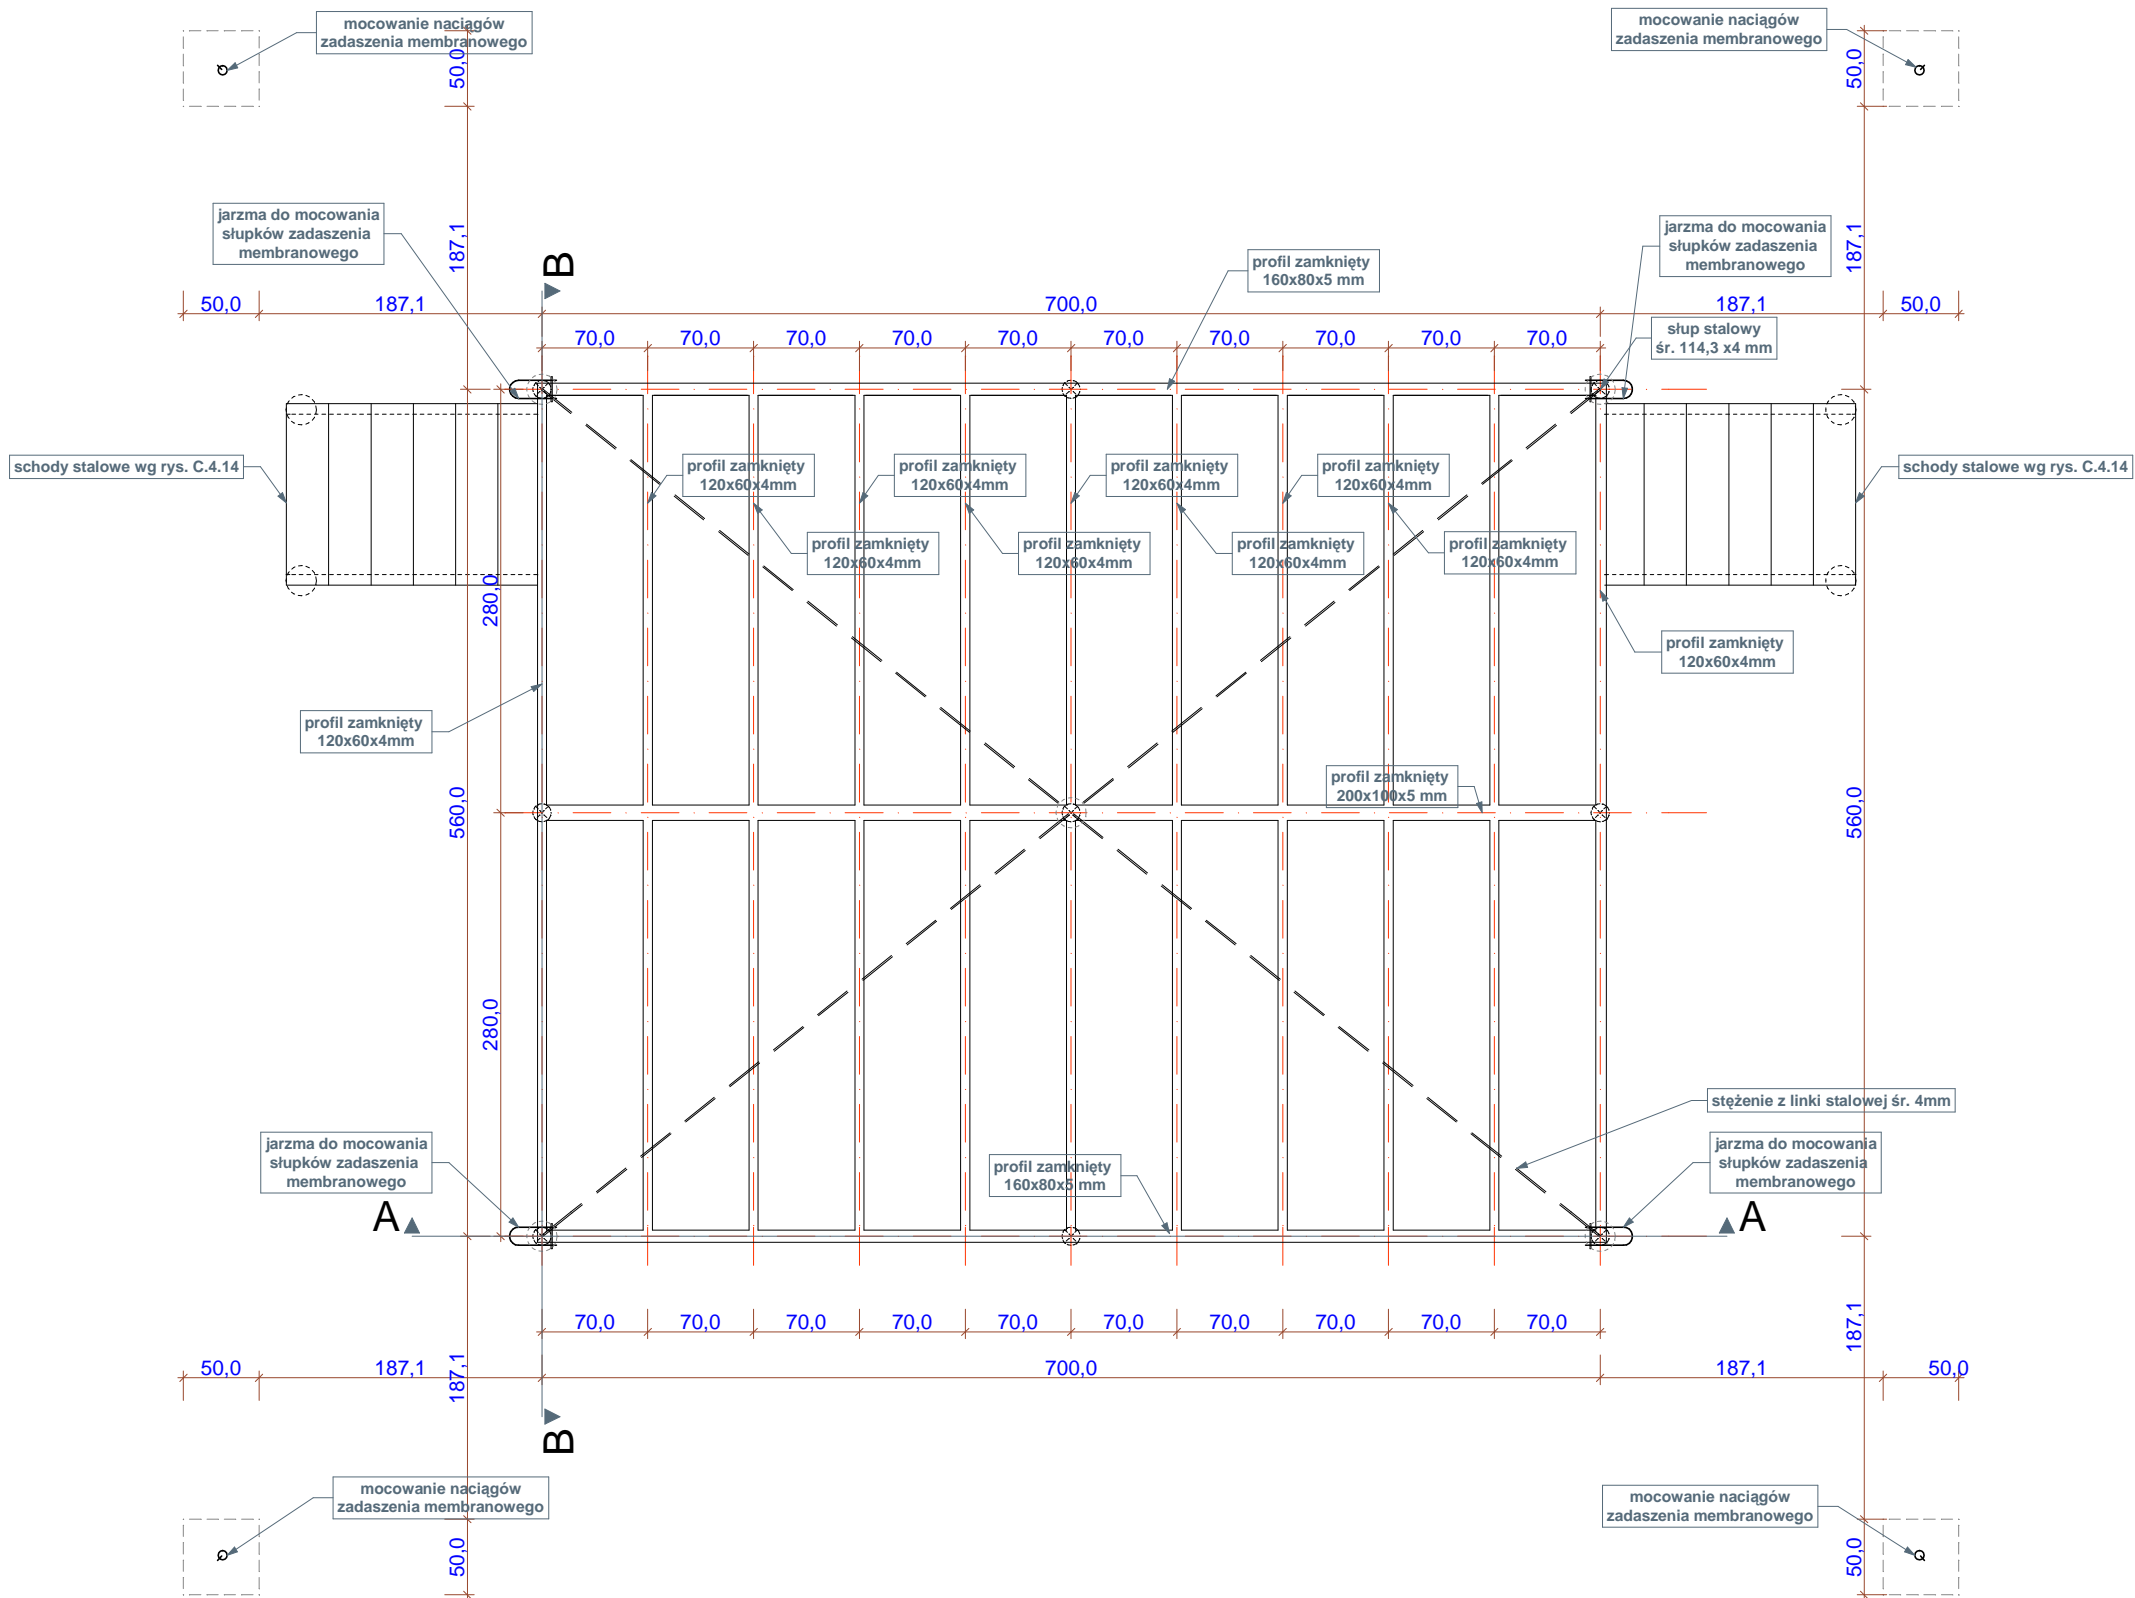 mocowanie naciągów
zadaszenia membranowego
mocowanie naciągów
zadaszenia membranowego
50,0
50,0
jarzma do mocowania
słupków zadaszenia
membranowego
187,1
B
profil zamknięty
160x80x5 mm
jarzma do mocowania
słupków zadaszenia
membranowego
187,1
50,0
187,1
700,0
187,1
50,0
słup stalowy
śr. 114,3 x4 mm
70,0
70,0
70,0
70,0
70,0
70,0
70,0
70,0
70,0
70,0
schody stalowe wg rys. C.4.14
profil zamknięty
120x60x4mm
profil zamknięty
120x60x4mm
profil zamknięty
120x60x4mm
profil zamknięty
120x60x4mm
schody stalowe wg rys. C.4.14
profil zamknięty
120x60x4mm
profil zamknięty
120x60x4mm
profil zamknięty
120x60x4mm
profil zamknięty
120x60x4mm
280,0
profil zamknięty
120x60x4mm
profil zamknięty
120x60x4mm
560,0
profil zamknięty
200x100x5 mm
560,0
280,0
stężenie z linki stalowej śr. 4mm
jarzma do mocowania
słupków zadaszenia
membranowego
profil zamknięty
160x80x5 mm
jarzma do mocowania
słupków zadaszenia
membranowego
A
A
70,0
70,0
70,0
70,0
70,0
70,0
70,0
70,0
70,0
70,0
187,1
50,0
187,1
187,1
700,0
187,1
50,0
B
mocowanie naciągów
zadaszenia membranowego
mocowanie naciągów
zadaszenia membranowego
50,0
50,0